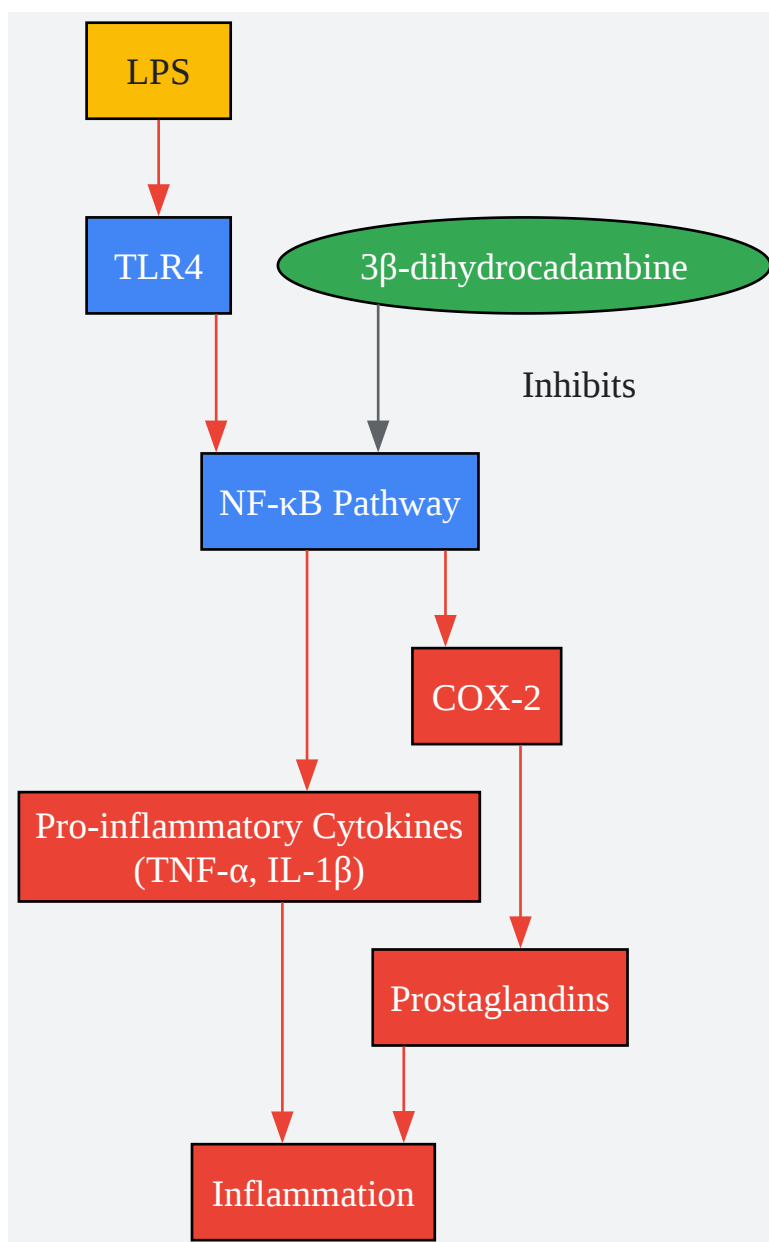 LPS
TLR4
3β-dihydrocadambine
Inhibits
NF-κB Pathway
COX-2
Pro-inflammatory Cytokines
(TNF-α, IL-1β)
Prostaglandins
Inflammation